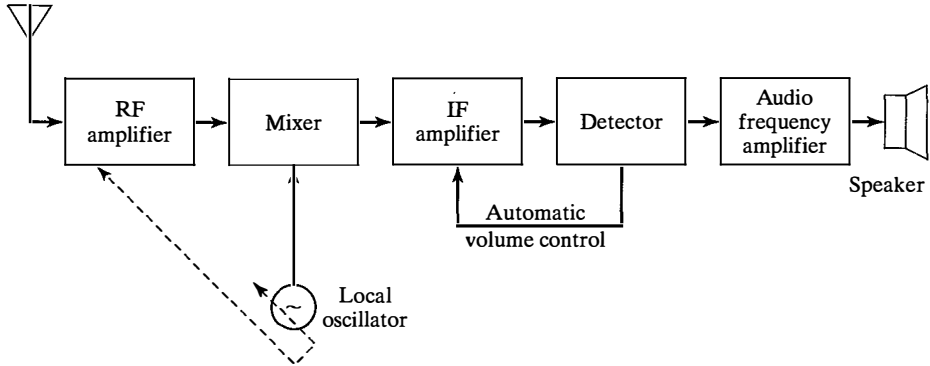 RF
amplifier
Mixer
IF
amplifier
Detector
Audio
frequency
amplifier
Speaker
Automatic
volume control
~
Local
oscillator